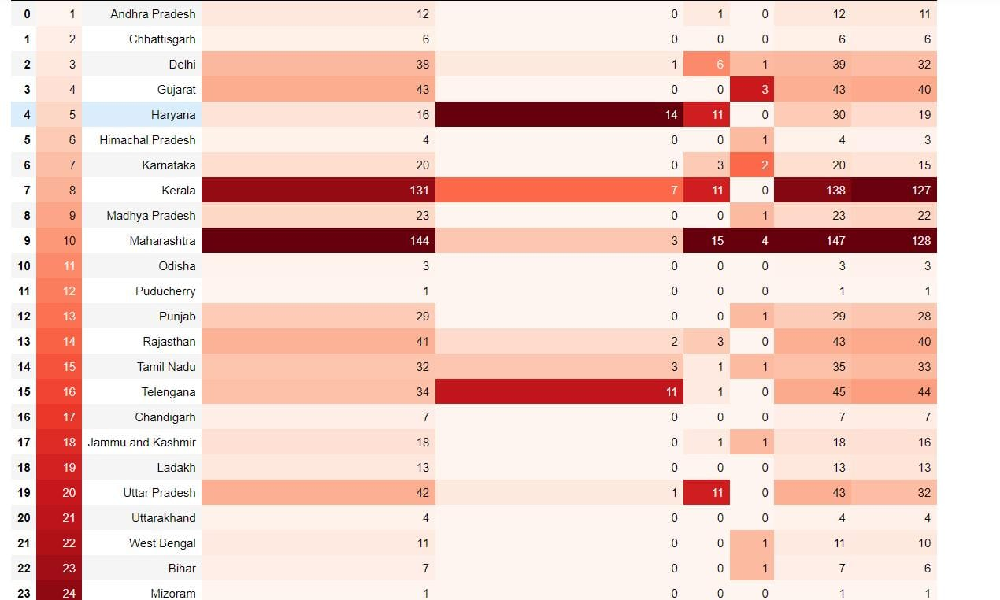 0 1 Andhra Pradesh 12 0 1 0 12 11
1 2 Chhattisgarh 6 0 0 0 6 6
2 3 Delhi 38 1 6 1 39 32
3 4 Gujarat 43 0 0 3 43 40
4 5 Haryana 16 14 11 0 30 19
5 6 Himachal Pradesh 4 0 0 1 4 3
6 7 Karnataka 20 0 3 2 20 15
7 8 Kerala 131 7 11 0 138 127
8 9 Madhya Pradesh 23 0 0 1 23 22
9 10 Maharashtra 144 3 15 4 147 128
10 11 Odisha 3 0 0 0 3 3
11 12 Puducherry 1 0 0 0 1 1
12 13 Punjab 29 0 0 1 29 28
13 14 Rajasthan 41 2 3 0 43 40
14 15 Tamil Nadu 32 3 1 1 35 33
15 16 Telengana 34 11 1 0 45 44
16 17 Chandigarh 7 0 0 0 7 7
17 18 Jammu and Kashmir 18 0 1 1 18 16
18 19 Ladakh 13 0 0 0 13 13
19 20 Uttar Pradesh 42 1 11 0 43 32
20 21 Uttarakhand 4 0 0 0 4 4
21 22 West Bengal 11 0 0 1 11 10
22 23 Bihar 7 0 0 1 7 6
23 24 Mizoram 1 0 0 0 1 1